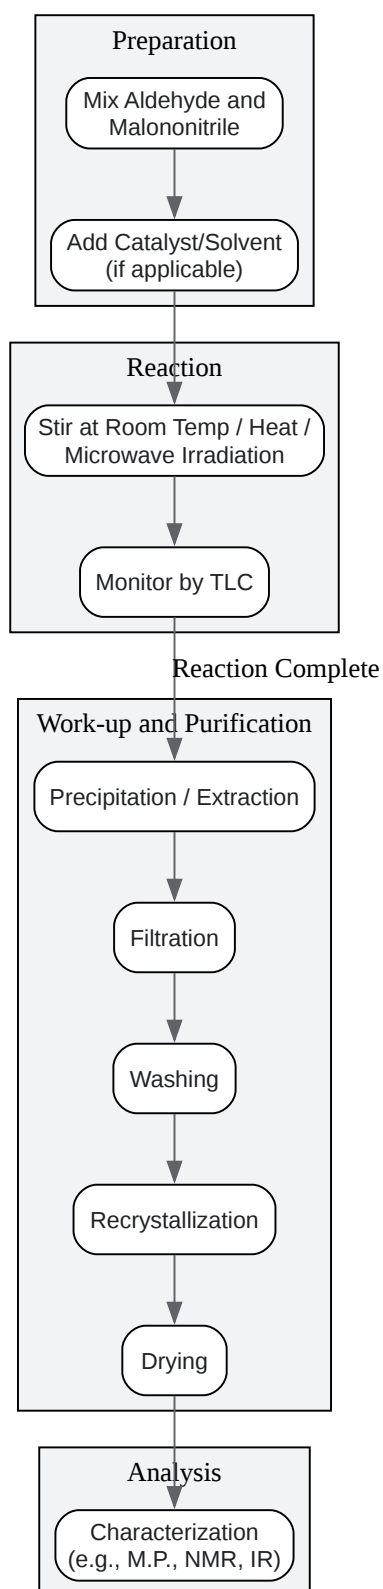 Preparation
Mix Aldehyde and
Malononitrile
Add Catalyst/Solvent
(if applicable)
Reaction
Stir at Room Temp / Heat /
Microwave Irradiation
Monitor by TLC
Reaction Complete
Work-up and Purification
Precipitation / Extraction
Filtration
Washing
Recrystallization
Drying
Analysis
Characterization
(e.g., M.P., NMR, IR)